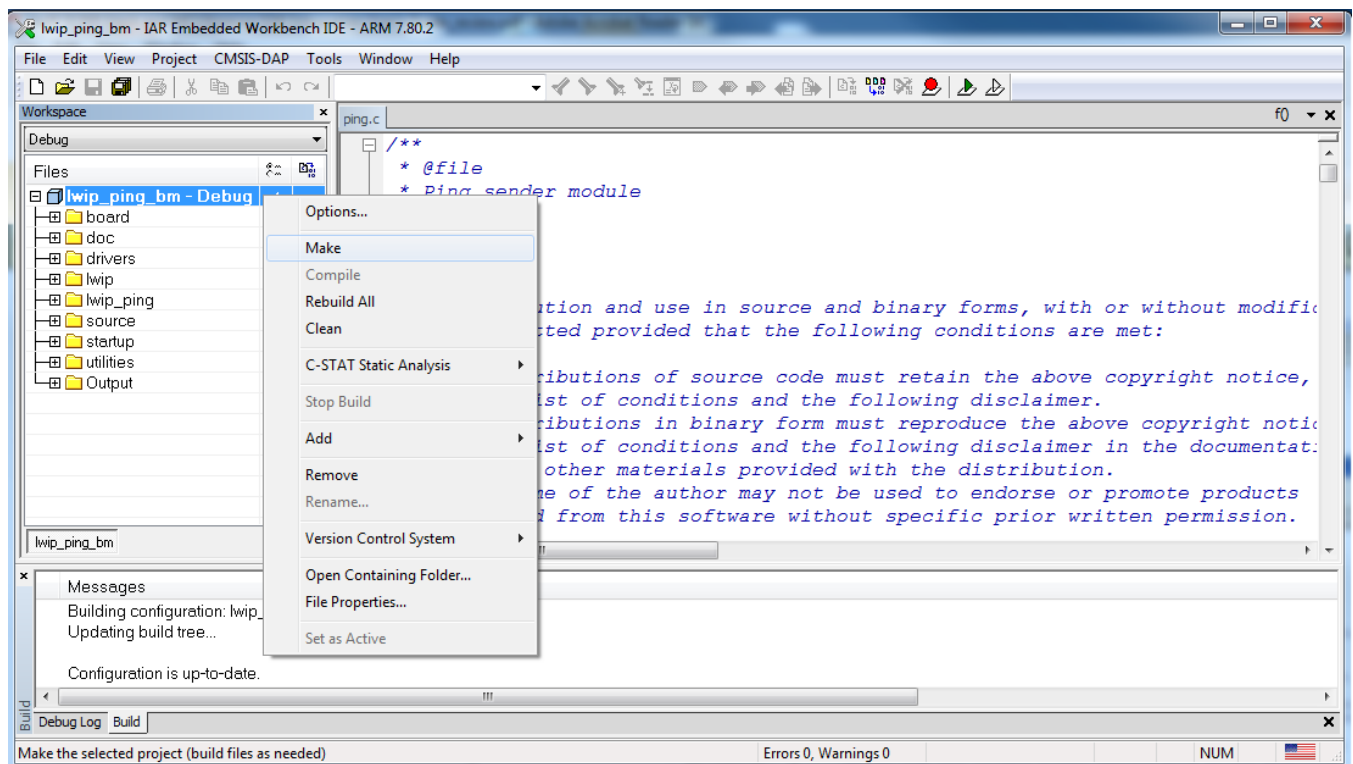 lwip_ping_bm - IAR Embedded Workbench IDE - ARM 7.80.2
File Edit View Project CMSIS-DAP Tools Window Help
Workspace
Debug
Files
lwip_ping_bm - Debug
board
doc
drivers
lwip
lwip_ping
source
startup
utilities
Output
lwip_ping_bm
ping.c
f()
/**
* @file
* Ping sender module
ution and use in source and binary forms, with or without modific
tted provided that the following conditions are met:
ributions of source code must retain the above copyright notice,
ist of conditions and the following disclaimer.
ributions in binary form must reproduce the above copyright notic
ist of conditions and the following disclaimer in the documentat
other materials provided with the distribution.
me of the author may not be used to endorse or promote products
d from this software without specific prior written permission.
Options...
Make
Compile
Rebuild All
Clean
C-STAT Static Analysis
Stop Build
Add
Remove
Rename...
Version Control System
Open Containing Folder...
File Properties...
Set as Active
Messages
Building configuration: lwip_
Updating build tree...
Configuration is up-to-date.
Build
Debug Log Build
Make the selected project (build files as needed)
Errors 0, Warnings 0
NUM